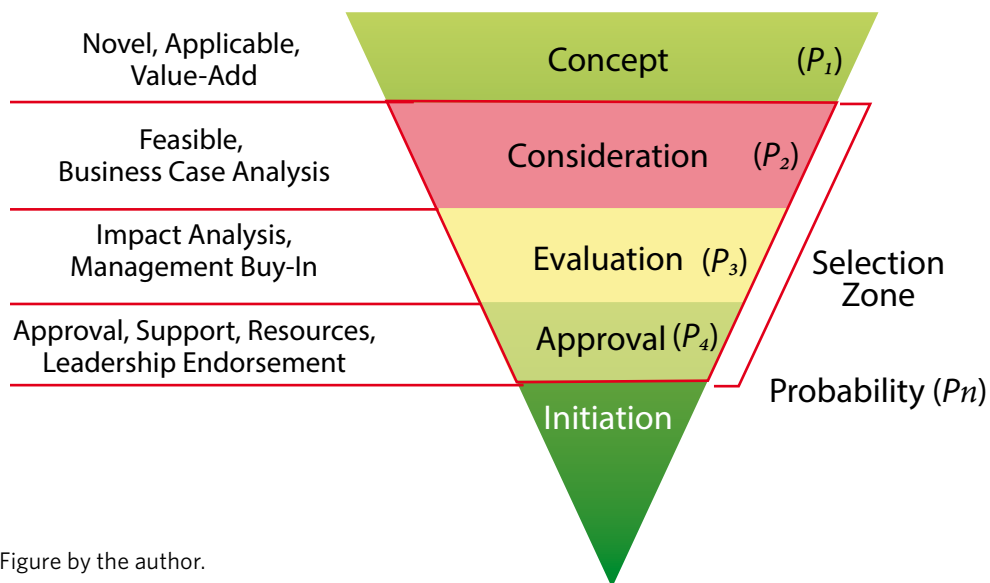 Novel, Applicable,
Value-Add
Concept (P1)
Feasible,
Business Case Analysis
Consideration (P2)
Impact Analysis,
Management Buy-In
Evaluation (P3)
Selection
Zone
Approval, Support, Resources,
Leadership Endorsement
Approval (P4)
Probability (Pn)
Initiation
Figure by the author.